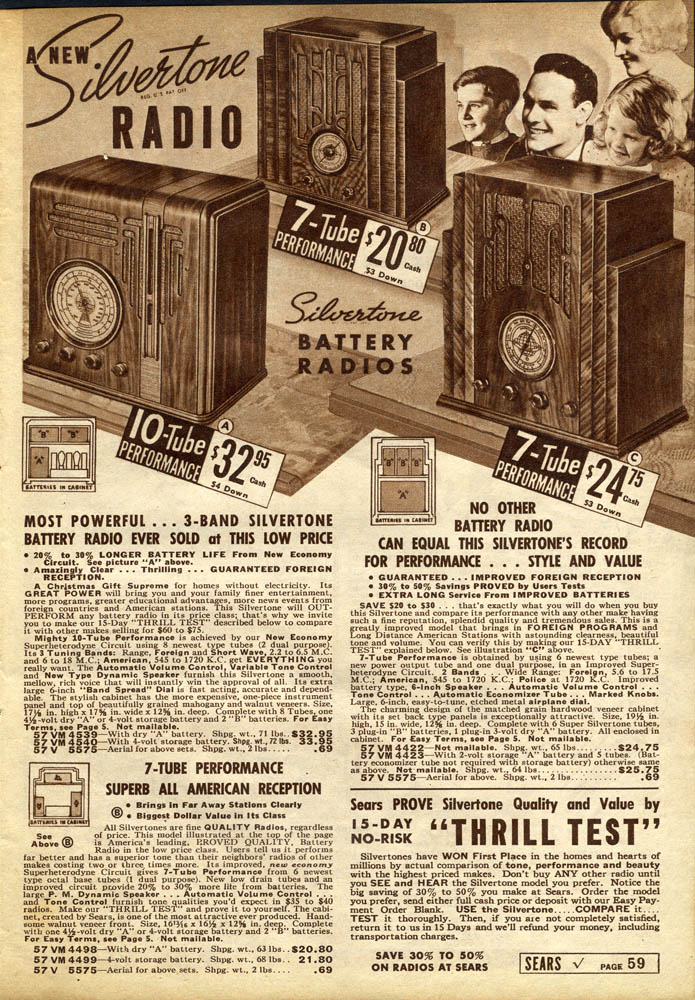 A NEW
Silvertone
REG. U.S. PAT. OFF.
RADIO
7-Tube
PERFORMANCE
$20 80
Cash
$3 Down
B
Silvertone
BATTERY
RADIOS
10-Tube
PERFORMANCE
$32 95
Cash
$4 Down
A
7-Tube
PERFORMANCE
$24 75
Cash
$3 Down
C
"B" "B"
"A"
BATTERIES IN CABINET
MOST POWERFUL ... 3-BAND SILVERTONE
BATTERY RADIO EVER SOLD at THIS LOW PRICE
• 20% to 30% LONGER BATTERY LIFE From New Economy
Circuit. See picture "A" above.
• Amazingly Clear ... Thrilling ... GUARANTEED FOREIGN
RECEPTION.
A Christmas Gift Supreme for homes without electricity. Its
GREAT POWER will bring you and your family finer entertainment,
more programs, greater educational advantages, more news events from
foreign countries and American stations. This Silvertone will OUT-
PERFORM any battery radio in its price class; that's why we invite
you to make our 15-Day "THRILL TEST" described below to compare
it with other makes selling for $60 to $75.
Mighty 10-Tube Performance is achieved by our New Economy
Superheterodyne Circuit using 8 newest type tubes (2 dual purpose).
Its 3 Tuning Bands: Range, Foreign and Short Wave, 2.2 to 6.5 M.C.
and 6 to 18 M.C.; American, 545 to 1720 K.C. get EVERYTHING you
really want. The Automatic Volume Control, Variable Tone Control
and New Type Dynamic Speaker furnish this Silvertone a smooth,
mellow, rich voice that will instantly win the approval of all. Its extra
large 6-inch "Band Spread" Dial is fast acting, accurate and depend-
able. The stylish cabinet has the more expensive, one-piece instrument
panel and top of beautifully grained mahogany and walnut veneers. Size,
17½ in. high x 17⅜ in. wide x 12⅜ in. deep. Complete with 8 Tubes, one
4½-volt dry "A" or 4-volt storage battery and 2 "B" batteries. For Easy
Terms, see Page 5. Not mailable.
57 VM 4539—With dry "A" battery. Shpg. wt., 71 lbs..$32.95
57 VM 4540—With 4-volt storage battery. Shpg. wt., 72 lbs. 33.95
57 V 5575—Aerial for above sets. Shpg. wt., 2 lbs..... .69
BATTERIES IN CABINET
See
Above B
7-TUBE PERFORMANCE
SUPERB ALL AMERICAN RECEPTION
B • Brings in Far Away Stations Clearly
• Biggest Dollar Value in Its Class
All Silvertones are fine QUALITY Radios, regardless
of price. This model illustrated at the top of the page
is America's leading, EROVED QUALITY, Battery
Radio in the low price class. Users tell us it performs
far better and has a superior tone than their neighbors' radios of other
makes costing two or three times more. Its improved, new economy
Superheterodyne Circuit gives 7-Tube Performance from 6 newest
type octal base tubes (1 dual purpose). New low drain tubes and an
improved circuit provide 20% to 30% more life from batteries. The
large P. M. Dynamic Speaker ... Automatic Volume Control ...
and Tone Control furnish tone qualities you'd expect in $35 to $40
radios. Make our "THRILL TEST" and prove it to yourself. The cabi-
net, created by Sears, is one of the most attractive ever produced. Hand-
some walnut veneer front. Size, x 16½ x 12⅜ in. deep. Complete
with one 4½-volt dry "A" or 4-volt storage battery and 2 "B" batteries.
For Easy Terms, see Page 5. Not mailable.
57 VM 4498—With dry "A" battery. Shpg. wt., 63 lbs..$20.80
57 VM 4499—4-volt storage battery. Shpg. wt., 68 lbs.. 21.80
57 V 5575—Aerial for above sets. Shpg. wt., 2 lbs.... .69
"B" "B" "B"
"A"
BATTERIES IN CABINET
NO OTHER
BATTERY RADIO
CAN EQUAL THIS SILVERTONE'S RECORD
FOR PERFORMANCE ... STYLE AND VALUE
• GUARANTEED ... IMPROVED FOREIGN RECEPTION
• 30% to 50% Savings PROVED by Users Tests
• EXTRA LONG Service From IMPROVED BATTERIES
SAVE $20 to $30 ... that's exactly what you will do when you buy
this Silvertone and compare its performance with any other make having
such a fine reputation, splendid quality and tremendous sales. This is a
greatly improved model that brings in FOREIGN PROGRAMS and
Long Distance American Stations with astounding clearness, beautiful
tone and volume. You can verify this by making our 15-DAY "THRILL
TEST" explained below. See illustration "C" above.
7-Tube Performance is obtained by using 6 newest type tubes; a
new power output tube and one dual purpose, in an Improved Super-
heterodyne Circuit. 2 Bands ... Wide Range: Foreign, 5.6 to 17.5
M.C.; American, 545 to 1720 K.C.; Police at 1720 K.C. Improved
battery type, 6-Inch Speaker ... Automatic Volume Control ...
Tone Control ... Automatic Economizer Tube ... Marked Knobs.
Large, 6-inch, easy-to-tune, etched metal airplane dial.
The charming design of the matched grain hardwood veneer cabinet
with its set back type panels is exceptionally attractive. Size, 19½ in.
high, 15 in. wide, 12⅜ in. deep. Complete with 6 Super Silvertone tubes,
3 plug-in "B" batteries, 1 plug-in 3-volt dry "A" battery. All enclosed in
cabinet. For Easy Terms, see Page 5. Not mailable.
57 VM 4422—Not mailable. Shpg. wt., 65 lbs.......$24.75
57 VM 4423—With 2-volt storage "A" battery and 5 tubes. (Bat-
tery economizer tube not required with storage battery) otherwise same
as above. Not mailable. Shpg. wt., 64 lbs............$25.75
57 V 5575—Aerial for above. Shpg. wt., 2 lbs......... .69
Sears PROVE Silvertone Quality and Value by
15-DAY
NO-RISK
"THRILL TEST"
Silvertones have WON First Place in the homes and hearts of
millions by actual comparison of tone, performance and beauty
with the highest priced makes. Don't buy ANY other radio until
you SEE and HEAR the Silvertone model you prefer. Notice the
big saving of 30% to 50% you make at Sears. Order the model
you prefer, send either full cash price or deposit with our Easy Pay-
ment Order Blank. USE the Silvertone....COMPARE it....
TEST it thoroughly. Then, if you are not completely satisfied,
return it to us in 15 Days and we'll refund your money, including
transportation charges.
SAVE 30% TO 50%
ON RADIOS AT SEARS
SEARS ✓ PAGE 59